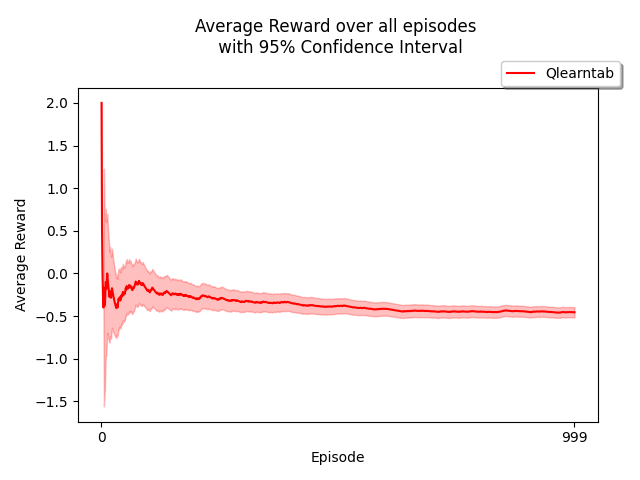 Average Reward over all episodes
with 95% Confidence Interval
Qlearntab
2.0
1.5
1.0
0.5
0.0
−0.5
−1.0
−1.5
Average Reward
0
999
Episode